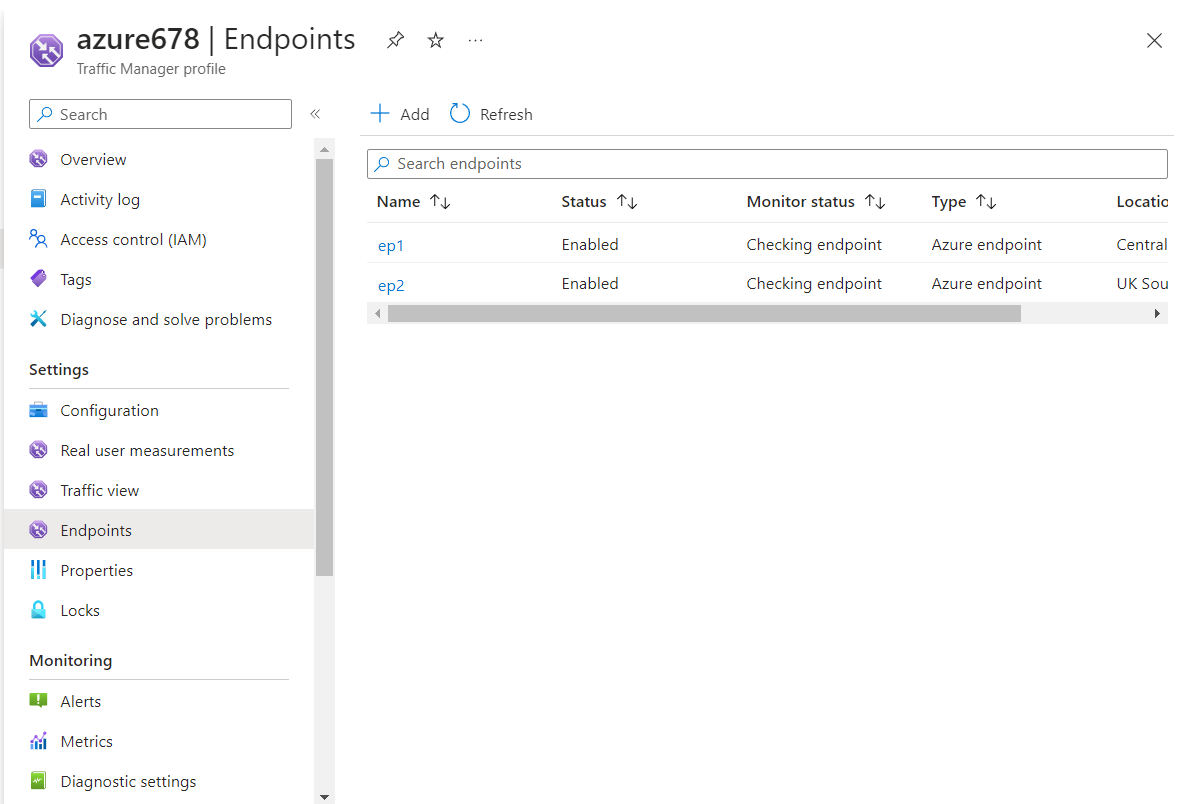 azure678 | Endpoints
Traffic Manager profile
Search
Overview
Activity log
Access control (IAM)
Tags
Diagnose and solve problems
Settings
Configuration
Real user measurements
Traffic view
Endpoints
Properties
Locks
Monitoring
Alerts
Metrics
Diagnostic settings
Add Refresh
Search endpoints
Name Status Monitor status Type Locatio
ep1 Enabled Checking endpoint Azure endpoint Central
ep2 Enabled Checking endpoint Azure endpoint UK Sou